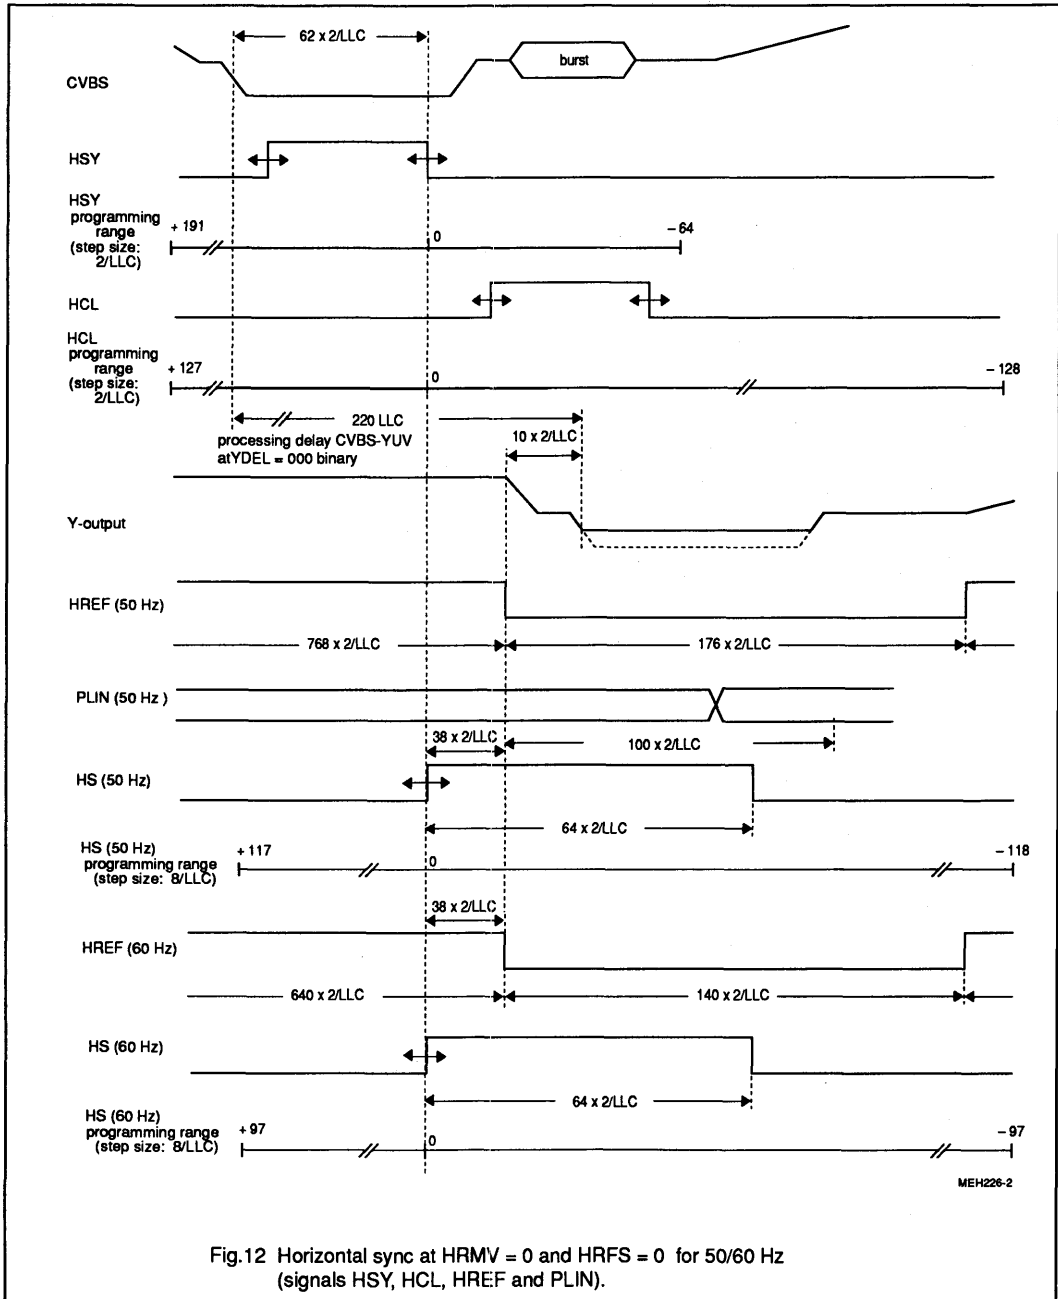 62 x 2/LLC
burst
CVBS
HSY
HSY
programming
range
(step size:
2/LLC)
+ 191
0
- 64
HCL
HCL
programming
range
(step size:
2/LLC)
+ 127
0
- 128
220 LLC
processing delay CVBS-YUV
atYDEL = 000 binary
10 x 2/LLC
Y-output
HREF (50 Hz)
768 x 2/LLC
176 x 2/LLC
PLIN (50 Hz )
38 x 2/LLC
100 x 2/LLC
HS (50 Hz)
64 x 2/LLC
HS (50 Hz)
programming range
(step size: 8/LLC)
+ 117
0
- 118
38 x 2/LLC
HREF (60 Hz)
640 x 2/LLC
140 x 2/LLC
HS (60 Hz)
64 x 2/LLC
HS (60 Hz)
programming range
(step size: 8/LLC)
+ 97
0
- 97
MEH226-2
Fig.12 Horizontal sync at HRMV = 0 and HRFS = 0 for 50/60 Hz
(signals HSY, HCL, HREF and PLIN).